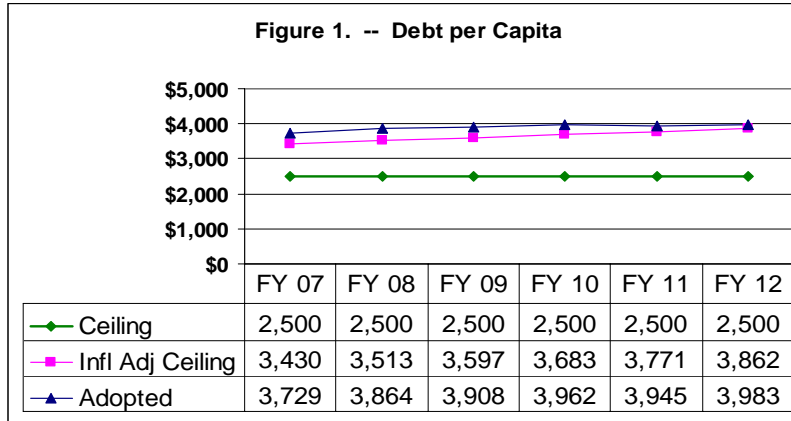 Figure 1. -- Debt per Capita
$5,000
$4,000
$3,000
$2,000
$1,000
$0
FY 07 FY 08 FY 09 FY 10 FY 11 FY 12
Ceiling 2,500 2,500 2,500 2,500 2,500 2,500
Infl Adj Ceiling 3,430 3,513 3,597 3,683 3,771 3,862
Adopted 3,729 3,864 3,908 3,962 3,945 3,983